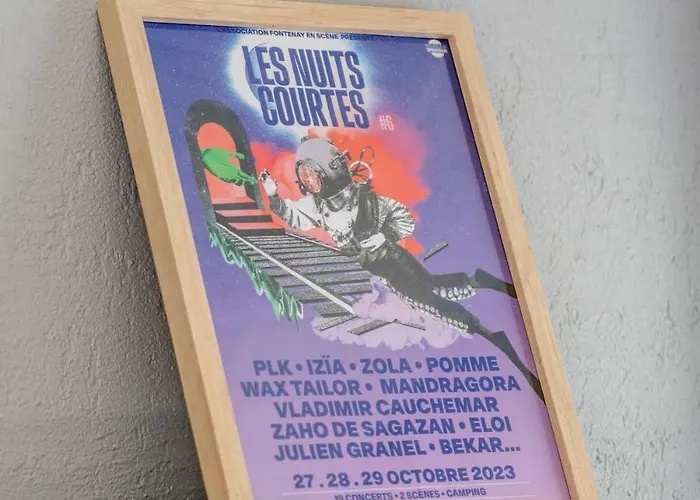 L'ASSOCIATION FONTENAY EN SCÈNE PRÉSENTE
LES NUITS
COURTES
#6
PLK • IZÏA • ZOLA • POMME
WAX TAILOR • MANDRAGORA
VLADIMIR CAUCHEMAR
ZAHO DE SAGAZAN • ELOI
JULIEN GRANEL • BEKAR...
27.28.29 OCTOBRE 2023
19 CONCERTS • 2 SCÈNES • CAMPING